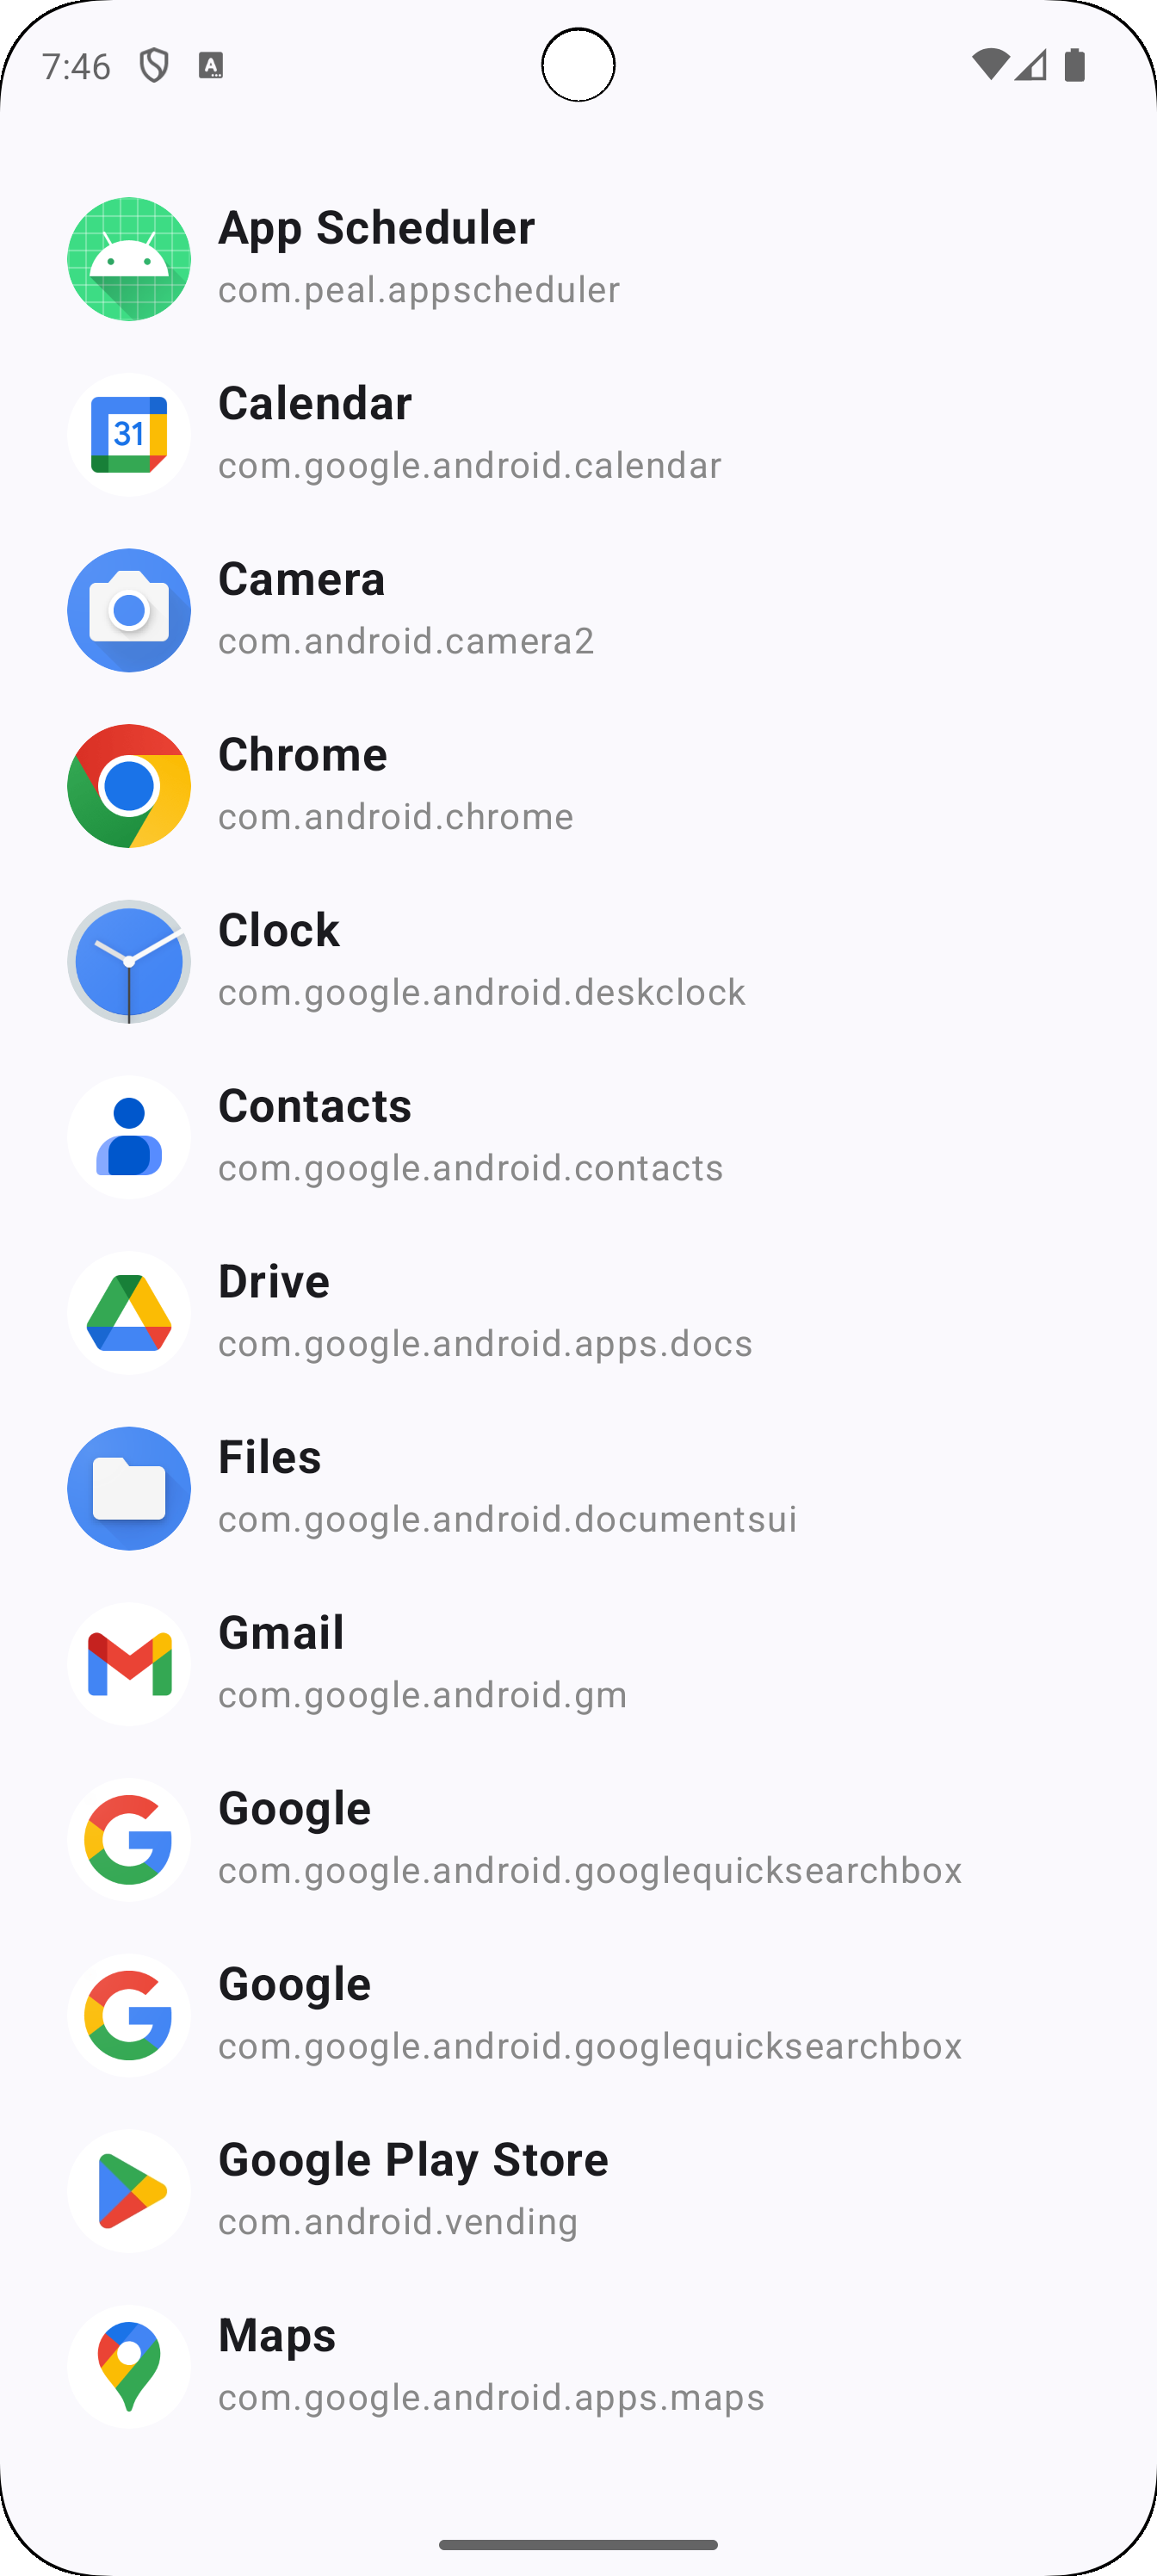 7:46
App Scheduler
com.peal.appscheduler
31
Calendar
com.google.android.calendar
Camera
com.android.camera2
Chrome
com.android.chrome
Clock
com.google.android.deskclock
Contacts
com.google.android.contacts
Drive
com.google.android.apps.docs
Files
com.google.android.documentsui
Gmail
com.google.android.gm
Google
com.google.android.googlequicksearchbox
Google
com.google.android.googlequicksearchbox
Google Play Store
com.android.vending
Maps
com.google.android.apps.maps